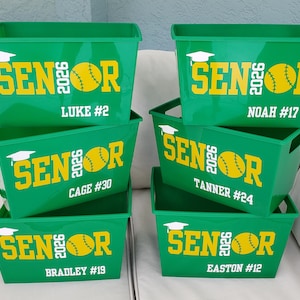 SENIOR
2026
LUKE #2
SENIOR
2026
NOAH #17
SENIOR
2026
CAGE #30
SENIOR
2026
TANNER #24
SENIOR
2026
BRADLEY #19
SENIOR
2026
EASTON #12